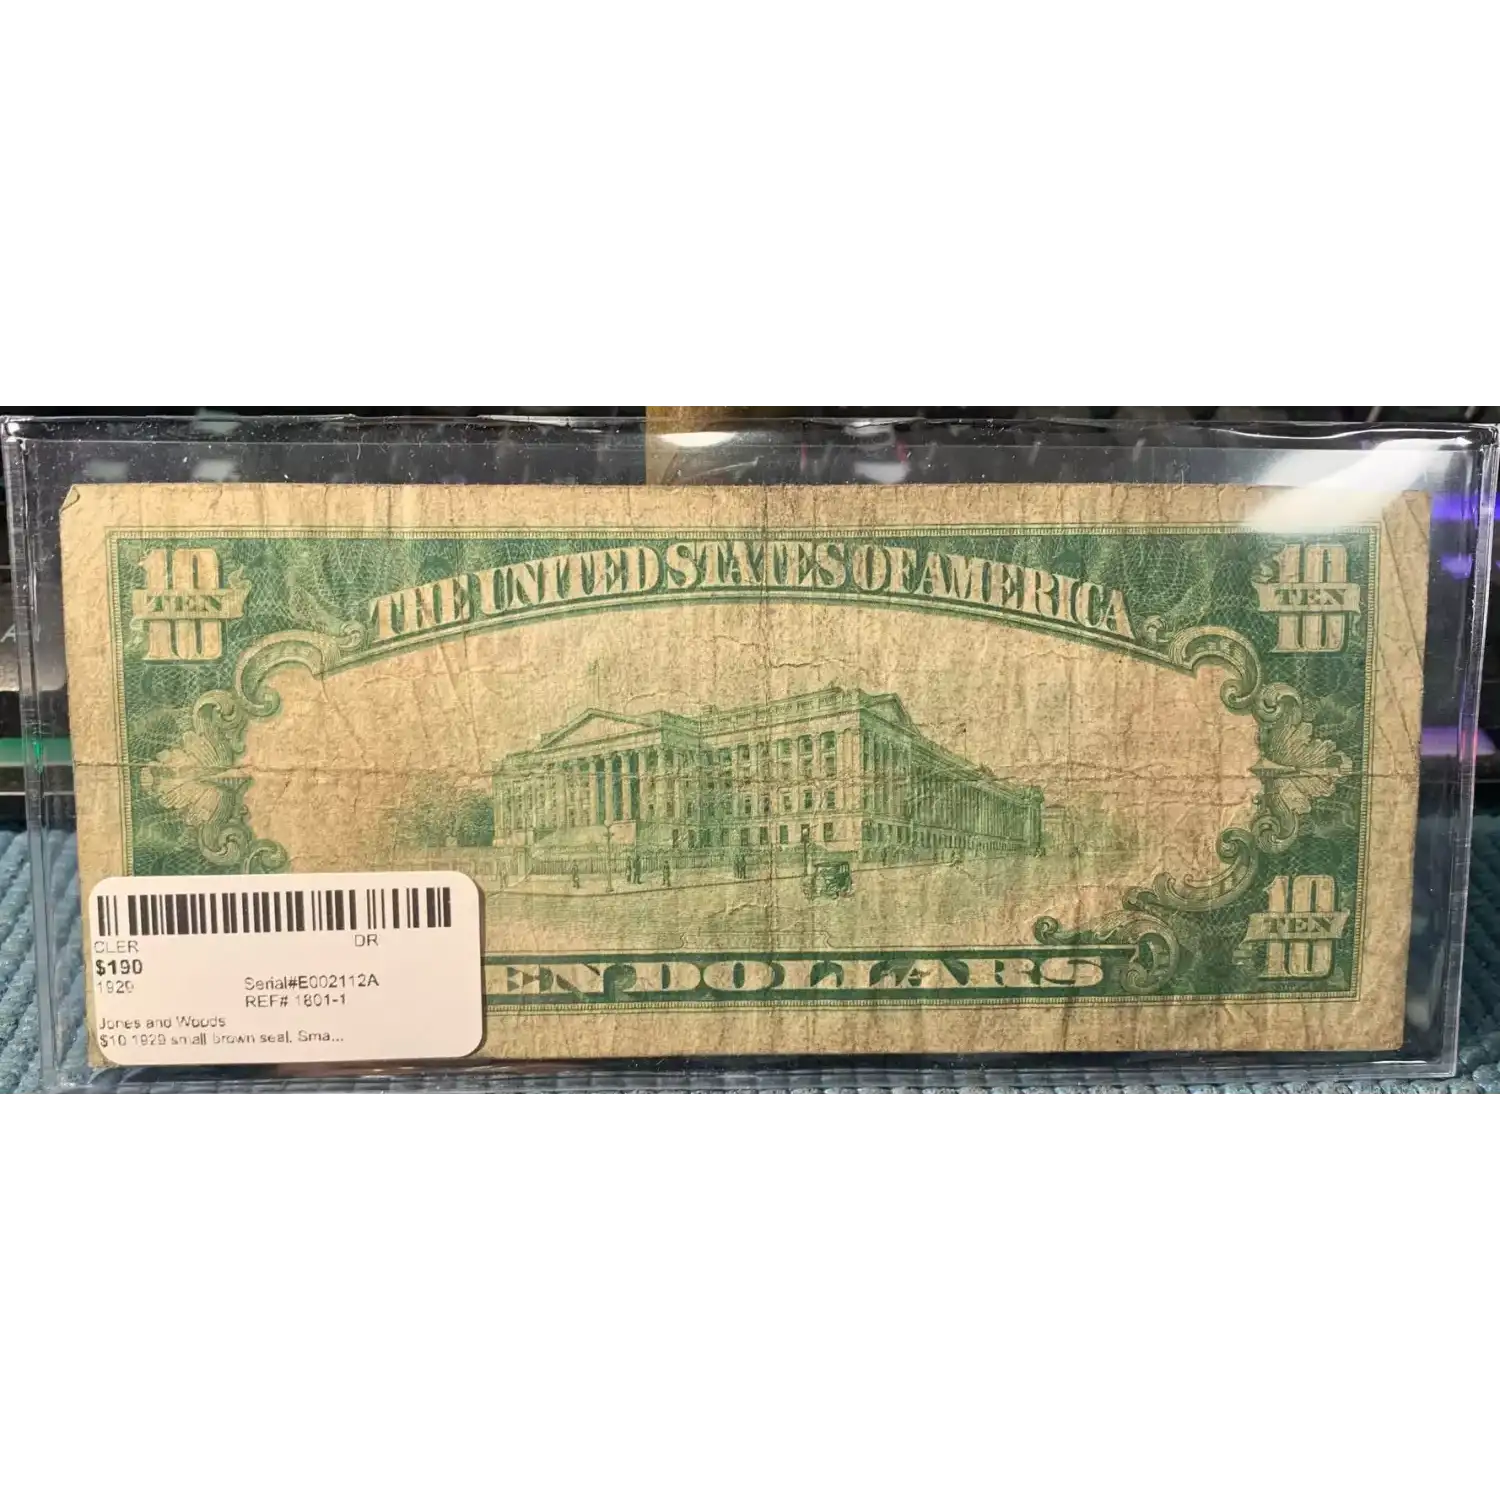 10
TEN
10
THE UNITED STATES OF AMERICA
10
TEN
10
10
TEN
10
EN DOLLARS
CLER DR
$190
1929 Serial#E002112A
REF# 1801-1
Jones and Woods
$10 1929 small brown seal. Sma...